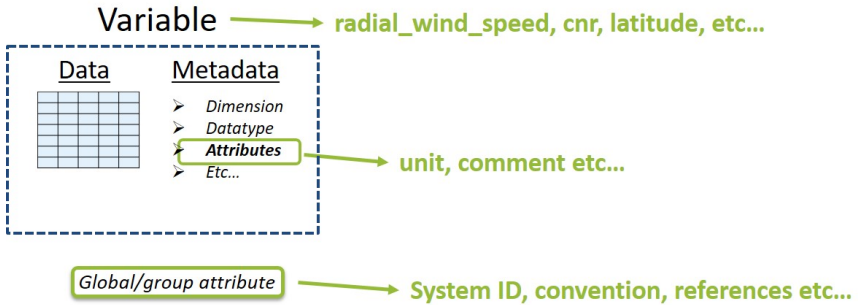 Variable
radial_wind_speed, cnr, latitude, etc...
Data
Metadata
Dimension
Datatype
Attributes
Etc...
unit, comment etc...
Global/group attribute
System ID, convention, references etc...